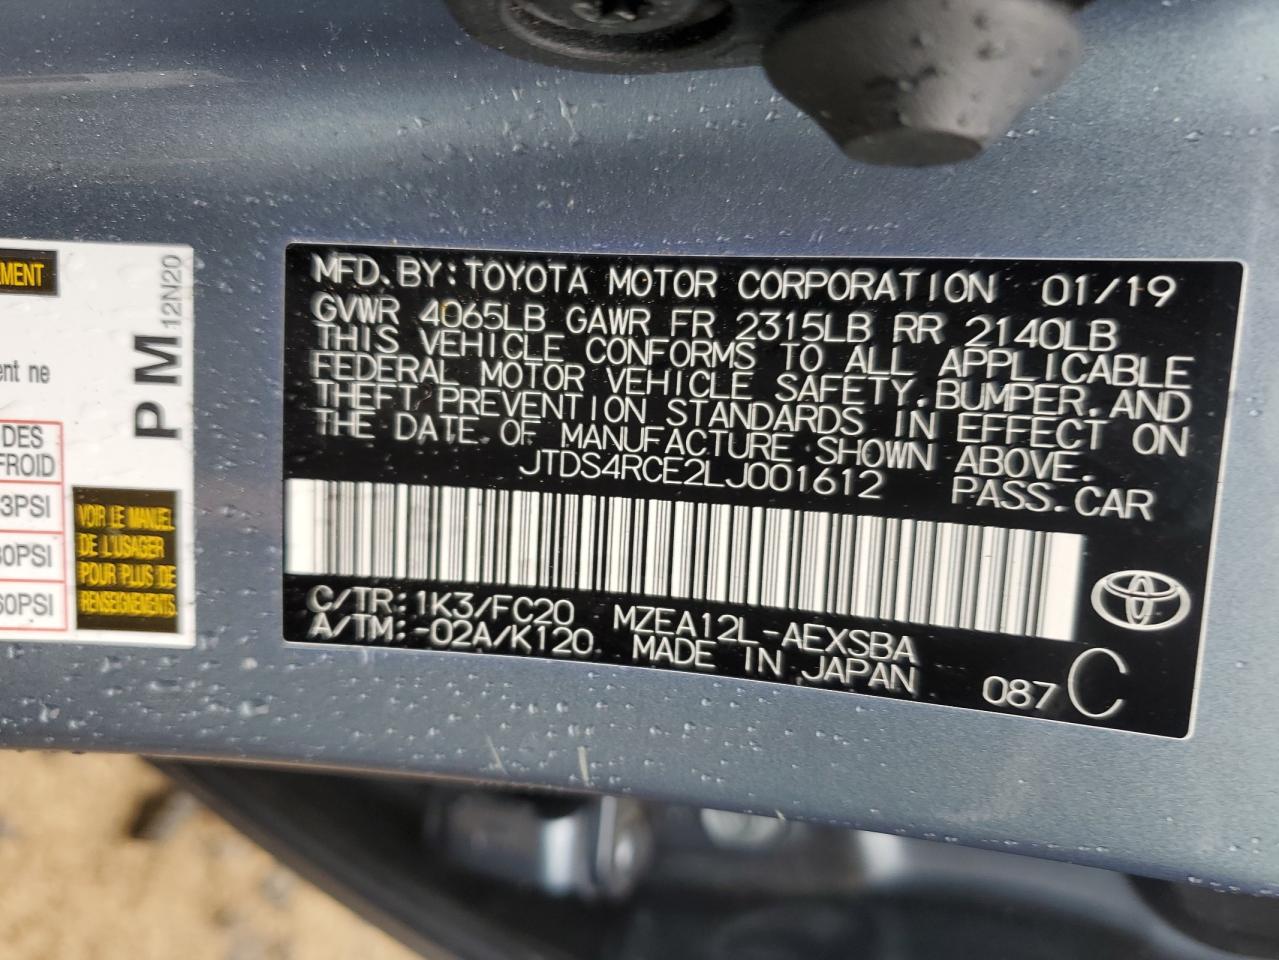 MENT
ent ne
DES
FROID
3PSI
60PSI
PM
12N20
VOIR LE MANUEL
DE L'USAGER
POUR PLUS DE
RENSEIGNEMENTS.
MFD. BY: TOYOTA MOTOR CORPORATION 01/19
GVWR 4065LB GAWR FR 2315LB RR 2140LB
THIS VEHICLE CONFORMS TO ALL APPLICABLE
FEDERAL MOTOR VEHICLE SAFETY, BUMPER, AND
THEFT PREVENTION STANDARDS IN EFFECT ON
THE DATE OF MANUFACTURE SHOWN ABOVE.
JTDS4RCE2LJ001612 PASS. CAR
C/TR: 1K3/FC20 MZEA12L-AEXSBA
A/TM: -02A/K120 MADE IN JAPAN
087 C